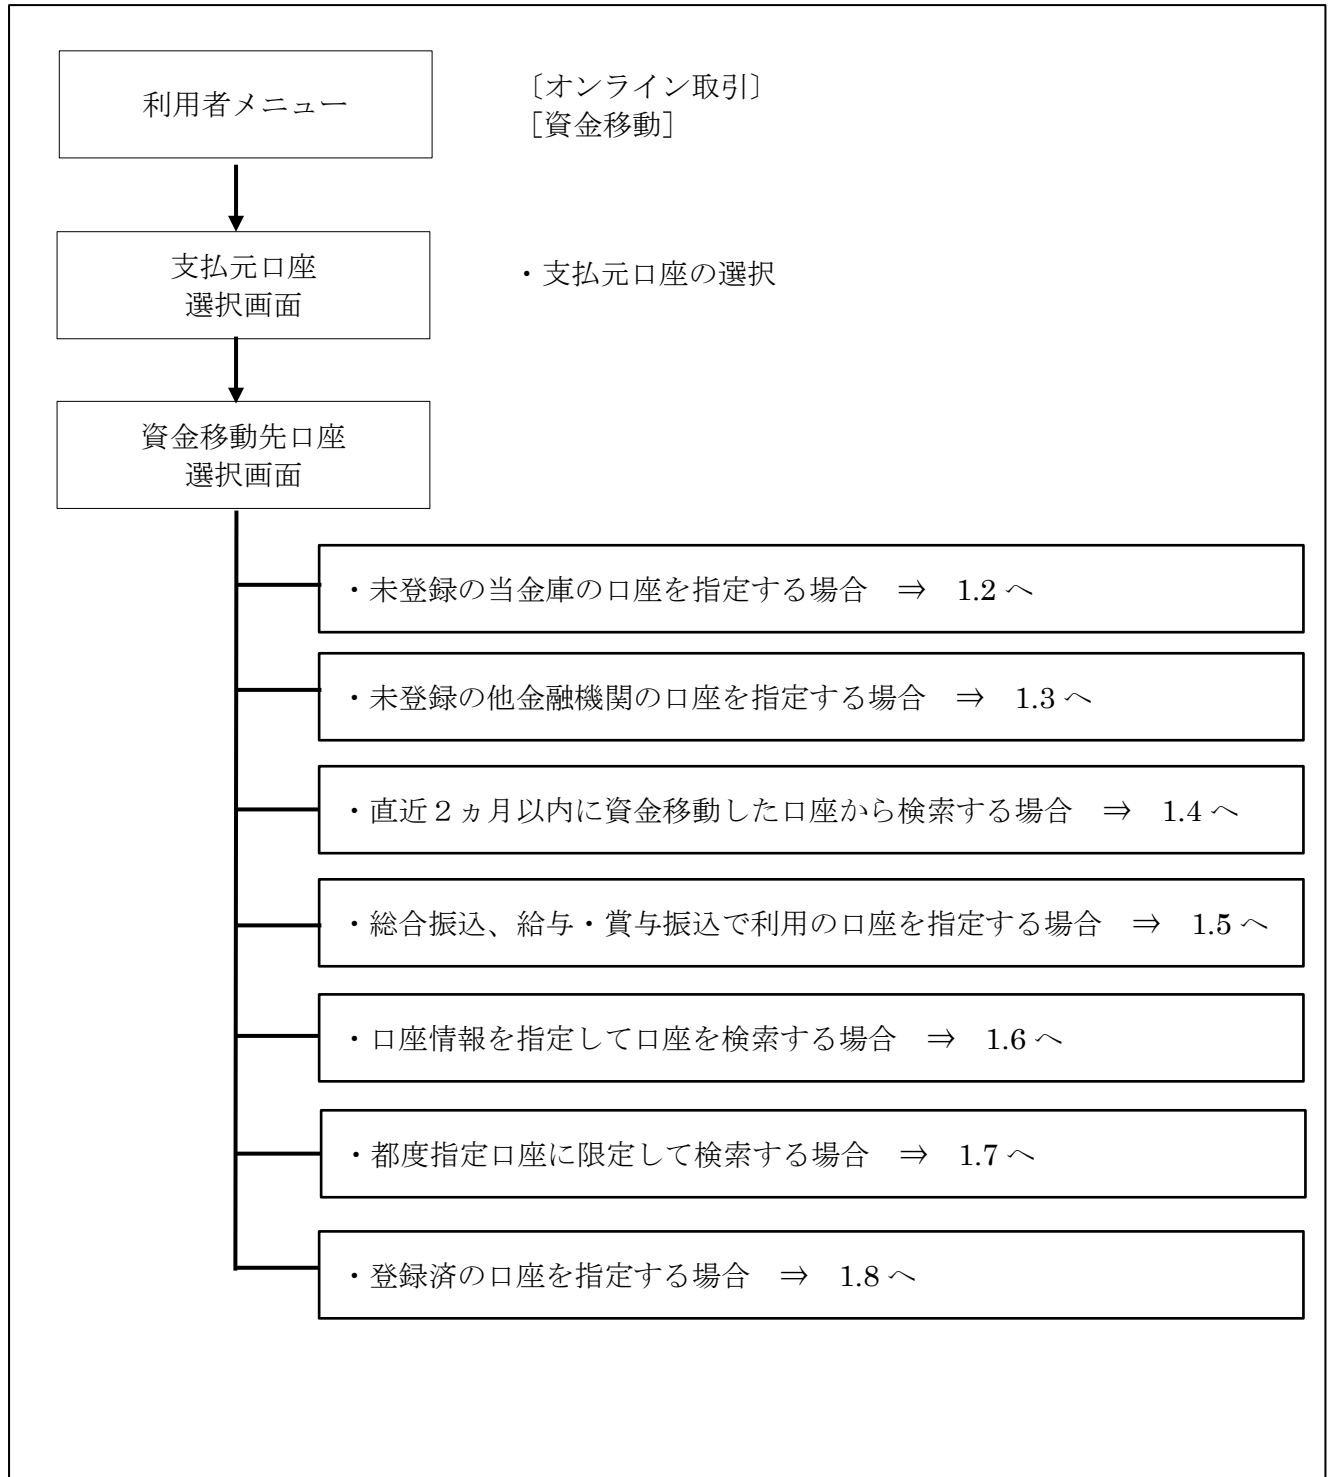 利用者メニュー
〔オンライン取引〕
[資金移動]
支払元口座
選択画面
・支払元口座の選択
資金移動先口座
選択画面
・未登録の当金庫の口座を指定する場合　⇒　1.2 へ
・未登録の他金融機関の口座を指定する場合　⇒　1.3 へ
・直近２ヵ月以内に資金移動した口座から検索する場合　⇒　1.4 へ
・総合振込、給与・賞与振込で利用の口座を指定する場合　⇒　1.5 へ
・口座情報を指定して口座を検索する場合　⇒　1.6 へ
・都度指定口座に限定して検索する場合　⇒　1.7 へ
・登録済の口座を指定する場合　⇒　1.8 へ